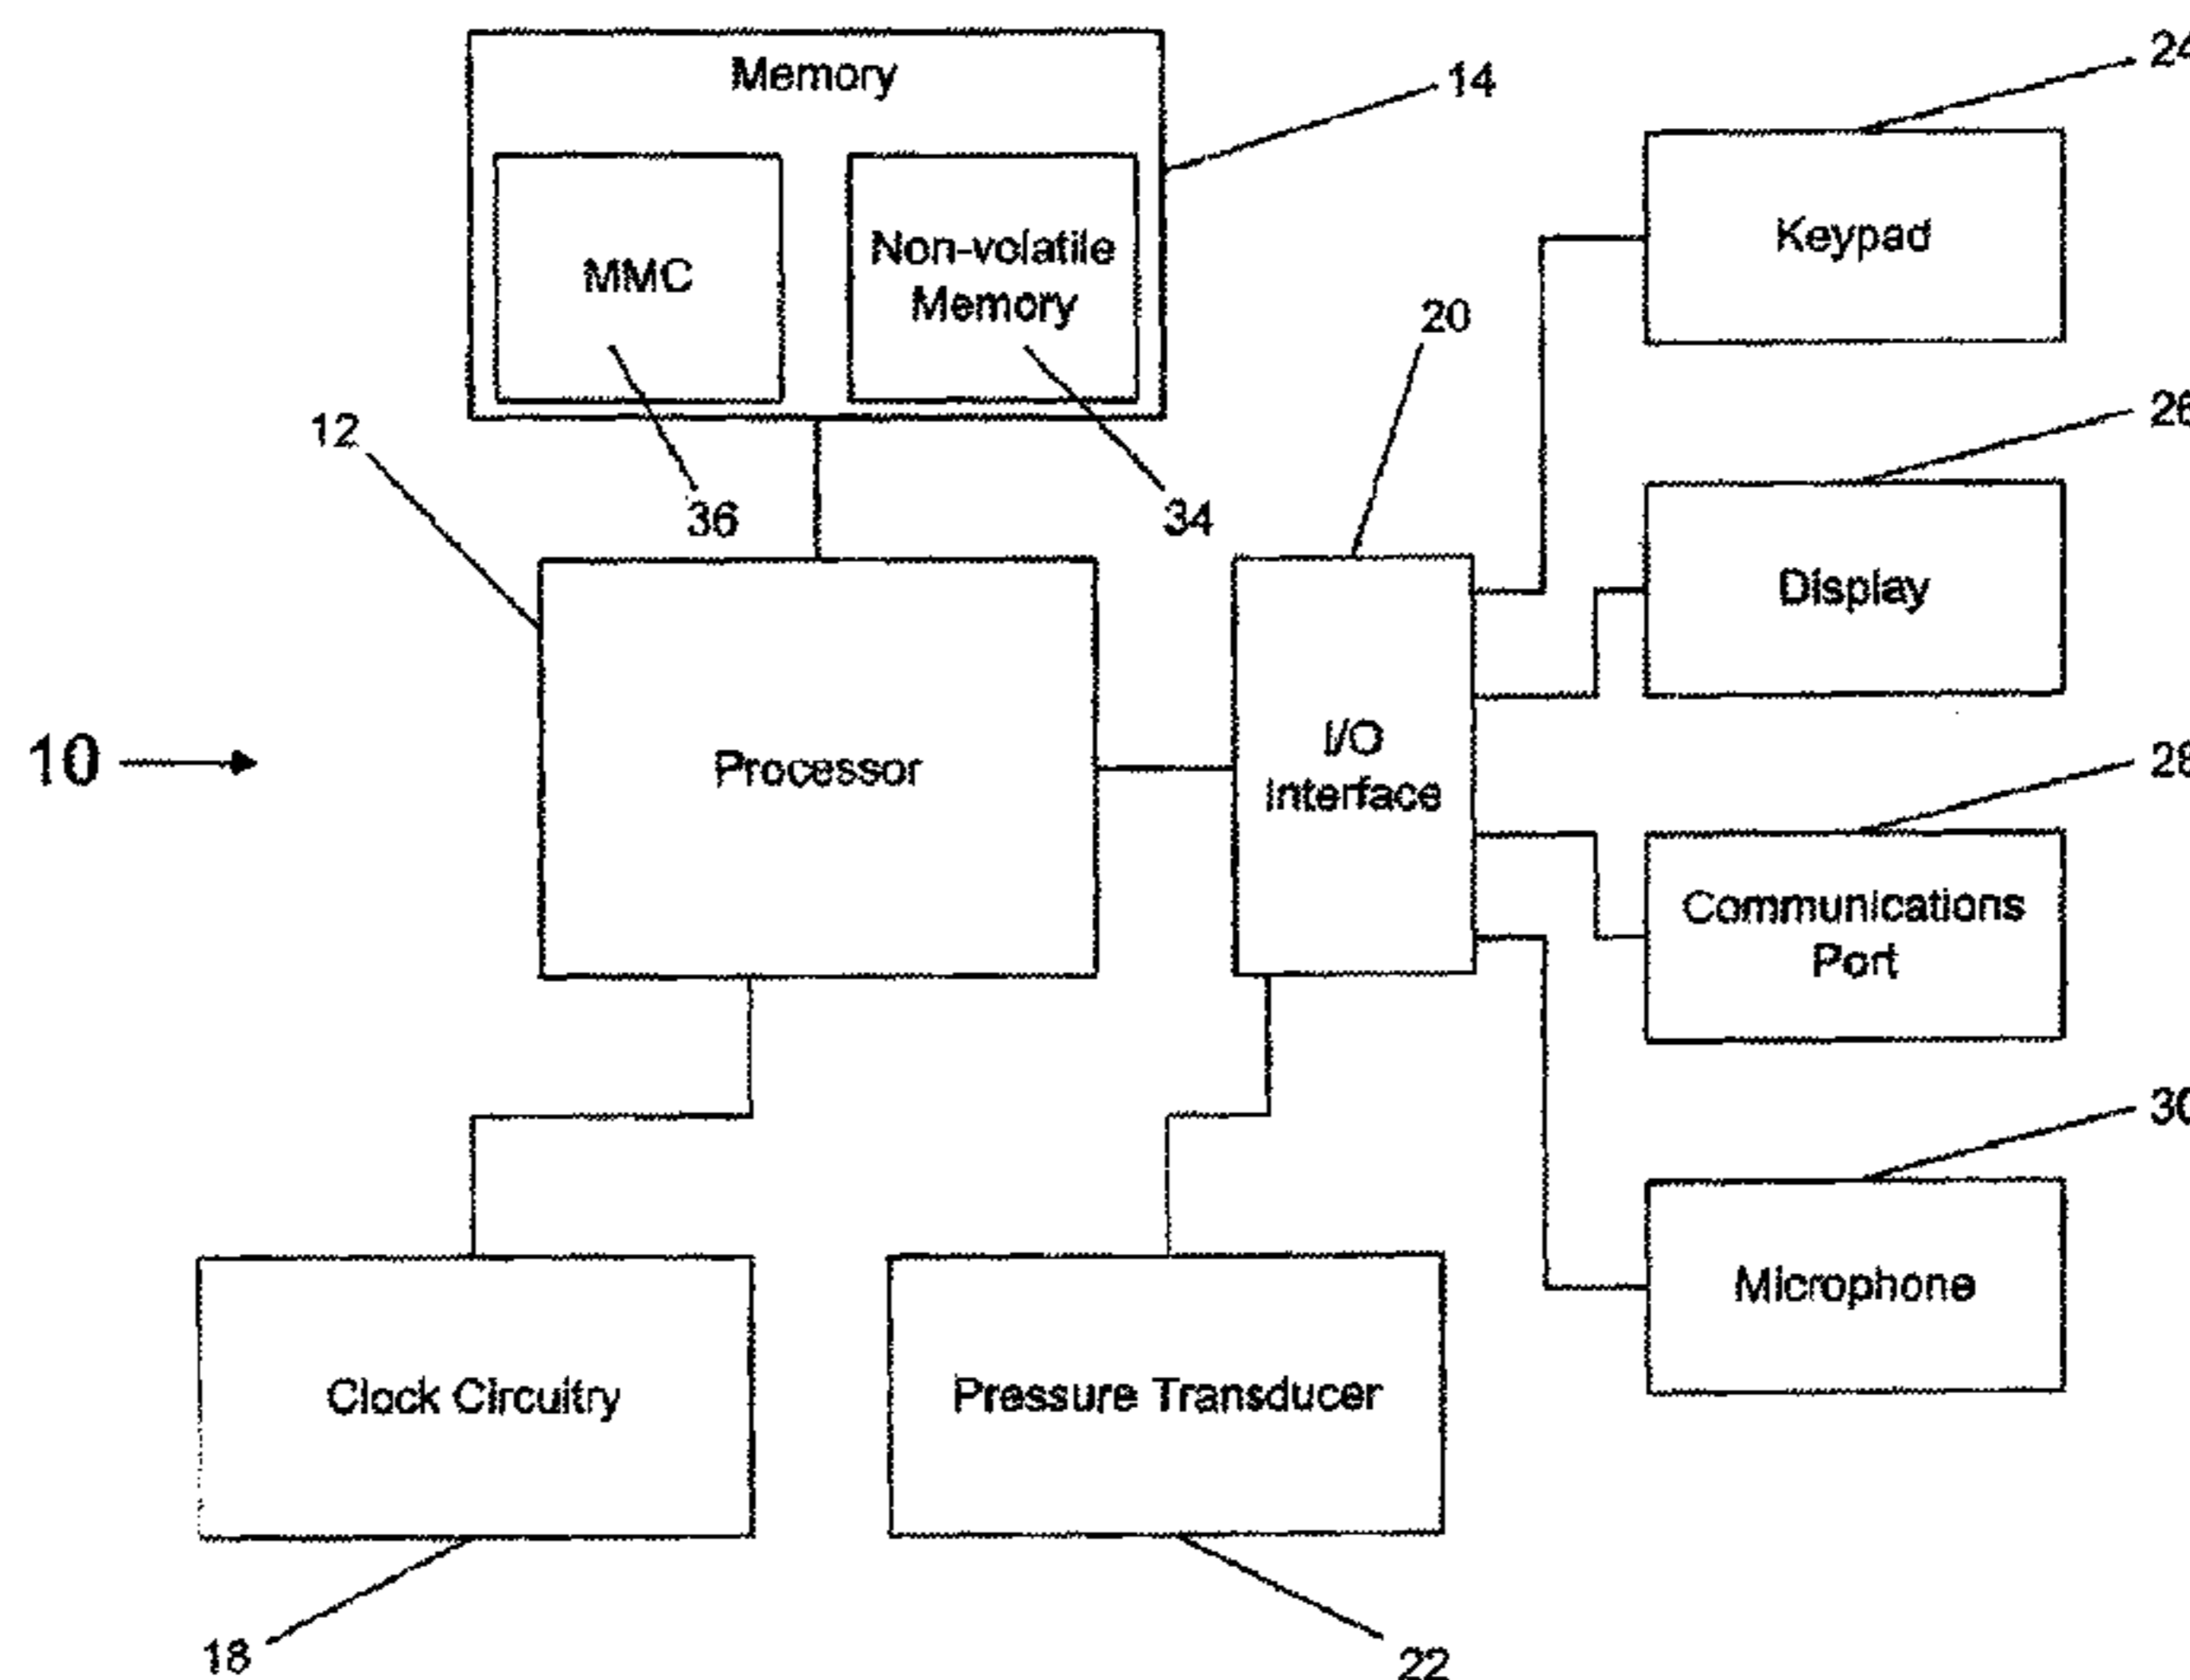 Memory
14
24
MMC
Non-volatile
Memory
Keypad
20
12
36
34
26
Display
10
Processor
I/O
Interface
28
Communications
Port
30
Microphone
Clock Circuitry
Pressure Transducer
18
22